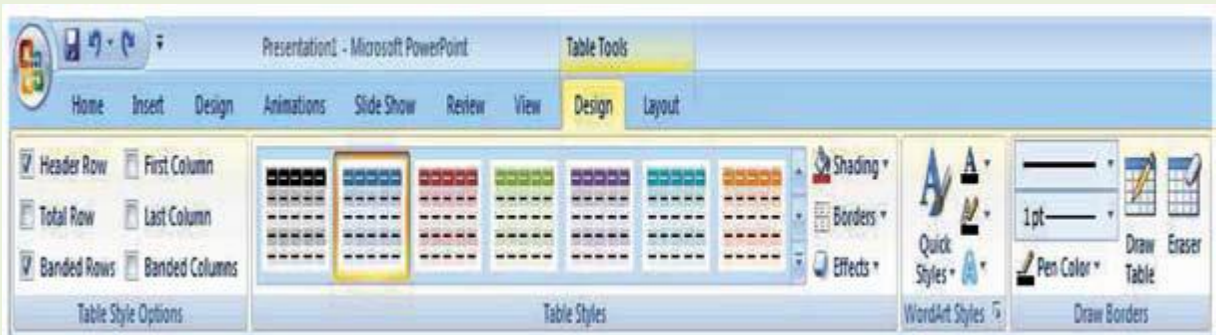 Presentation1 - Microsoft PowerPoint Table Tools
Home Insert Design Animations Slide Show Review View Design Layout
Header Row First Column
Total Row Last Column
Banded Rows Banded Columns
Table Style Options
Shading
Borders
Effects
Table Styles
Quick
Styles
WordArt Styles
1 pt
Pen Color
Draw
Table
Eraser
Draw Borders